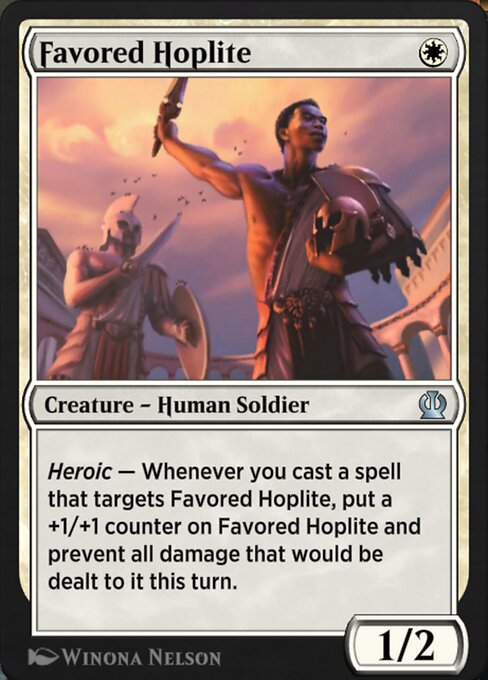 Favored Hoplite
Creature – Human Soldier
Heroic — Whenever you cast a spell
that targets Favored Hoplite, put a
+1/+1 counter on Favored Hoplite and
prevent all damage that would be
dealt to it this turn.
1/2
Winona Nelson